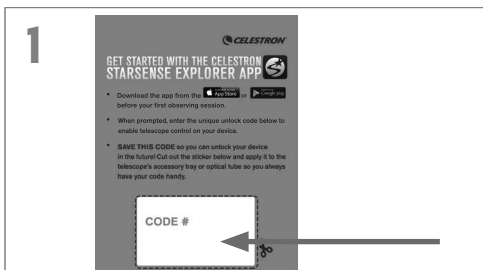 1
CELESTRON
GET STARTED WITH THE CELESTRON
STARSENSE EXPLORER APP
• Download the app from the App Store or Google play
before your first observing session.
• When prompted, enter the unique unlock code below to
enable telescope control on your device.
• SAVE THIS CODE so you can unlock your device
in the future! Cut out the sticker below and apply it to the
telescope's accessory tray or optical tube so you always
have your code handy.
CODE #